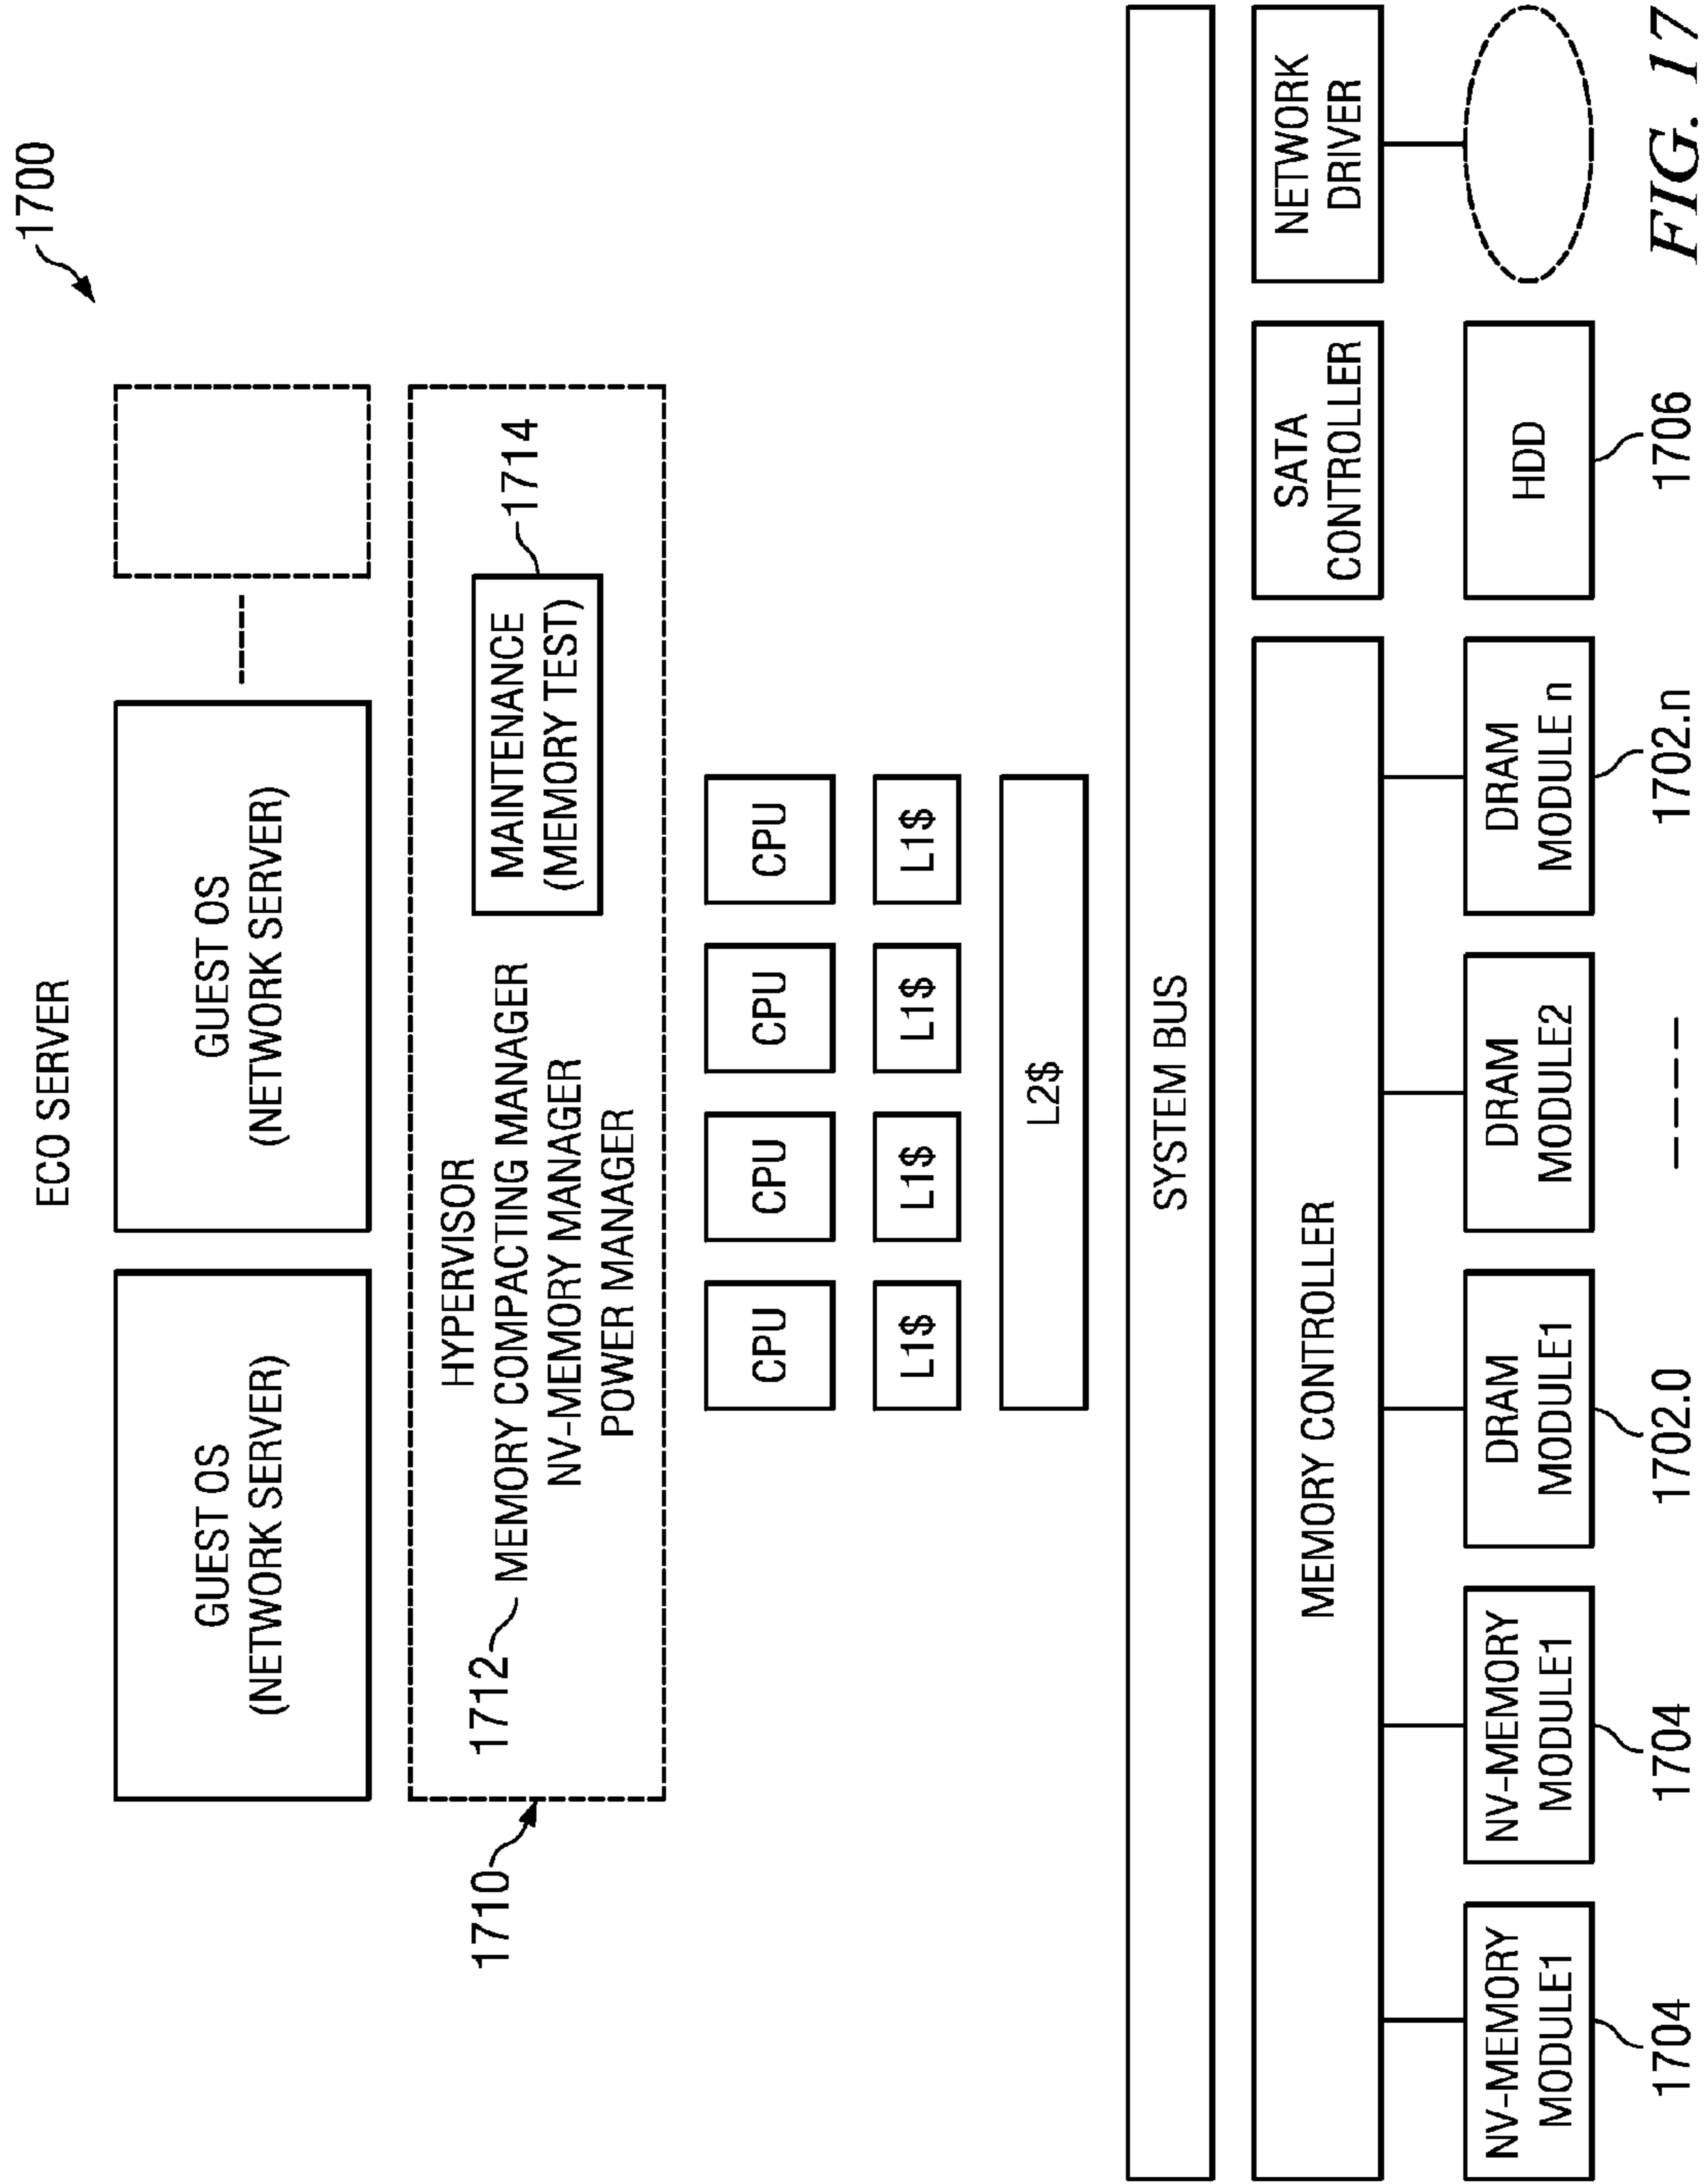 ECO SERVER
1700
GUEST OS
(NETWORK SERVER)
GUEST OS
(NETWORK SERVER)
1710
HYPERVISOR
1712 MEMORY COMPACTING MANAGER
NV-MEMORY MANAGER
POWER MANAGER
MAINTENANCE
(MEMORY TEST)
1714
CPU CPU CPU CPU
L1$ L1$ L1$ L1$
L2$
SYSTEM BUS
MEMORY CONTROLLER
SATA
CONTROLLER
NETWORK
DRIVER
NV-MEMORY
MODULE1
NV-MEMORY
MODULE1
DRAM
MODULE1
DRAM
MODULE2
DRAM
MODULE n
HDD
1704 1704 1702.0 1702.n 1706
FIG. 17